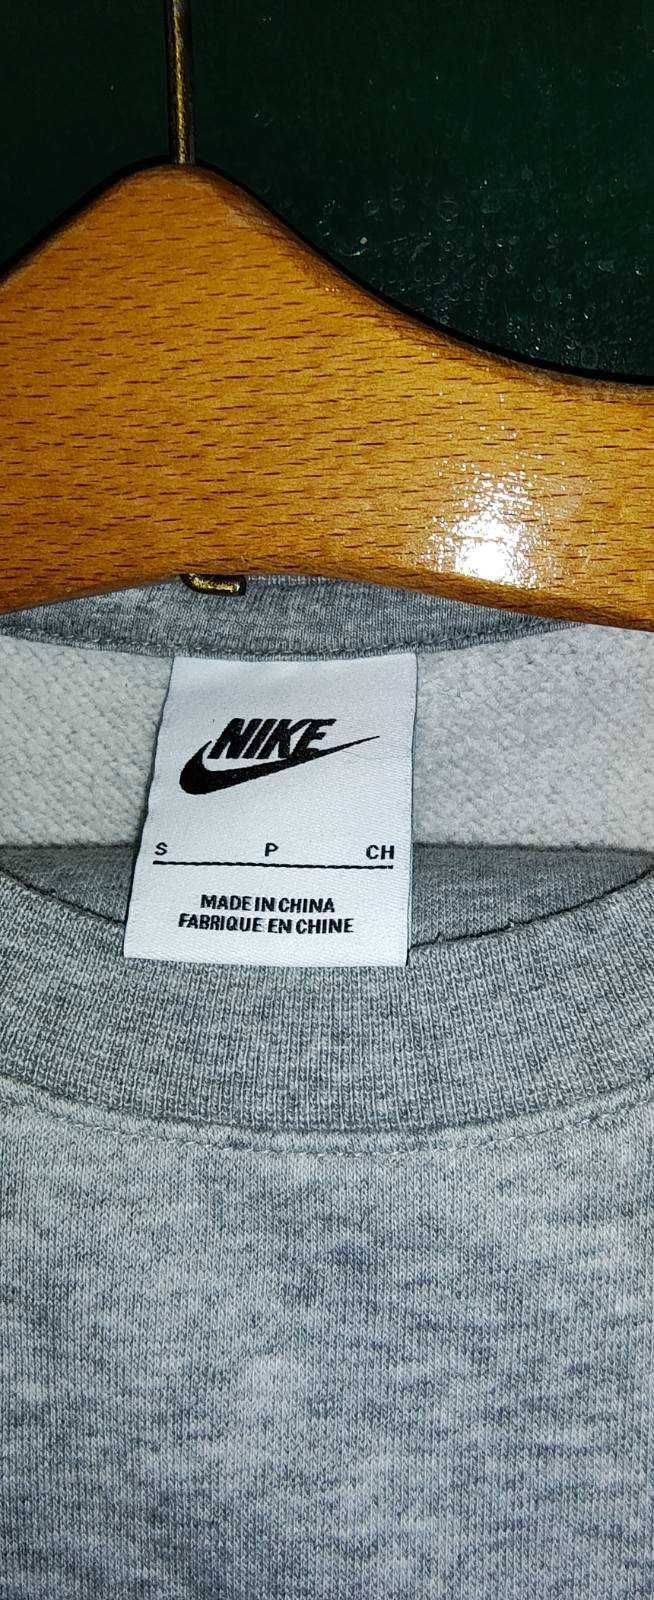 NIKE
S P CH
MADE IN CHINA
FABRIQUE EN CHINE